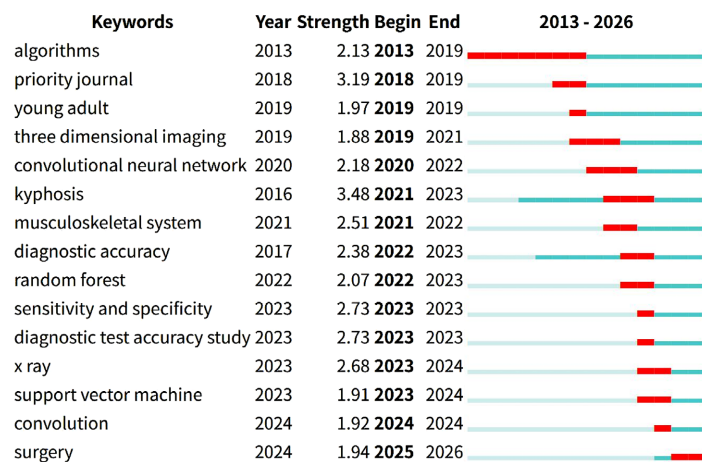 Keywords Year Strength Begin End 2013 - 2026
algorithms 2013 2.13 2013 2019
priority journal 2018 3.19 2018 2019
young adult 2019 1.97 2019 2019
three dimensional imaging 2019 1.88 2019 2021
convolutional neural network 2020 2.18 2020 2022
kyphosis 2016 3.48 2021 2023
musculoskeletal system 2021 2.51 2021 2022
diagnostic accuracy 2017 2.38 2022 2023
random forest 2022 2.07 2022 2023
sensitivity and specificity 2023 2.73 2023 2023
diagnostic test accuracy study 2023 2.73 2023 2023
x ray 2023 2.68 2023 2024
support vector machine 2023 1.91 2023 2024
convolution 2024 1.92 2024 2024
surgery 2024 1.94 2025 2026